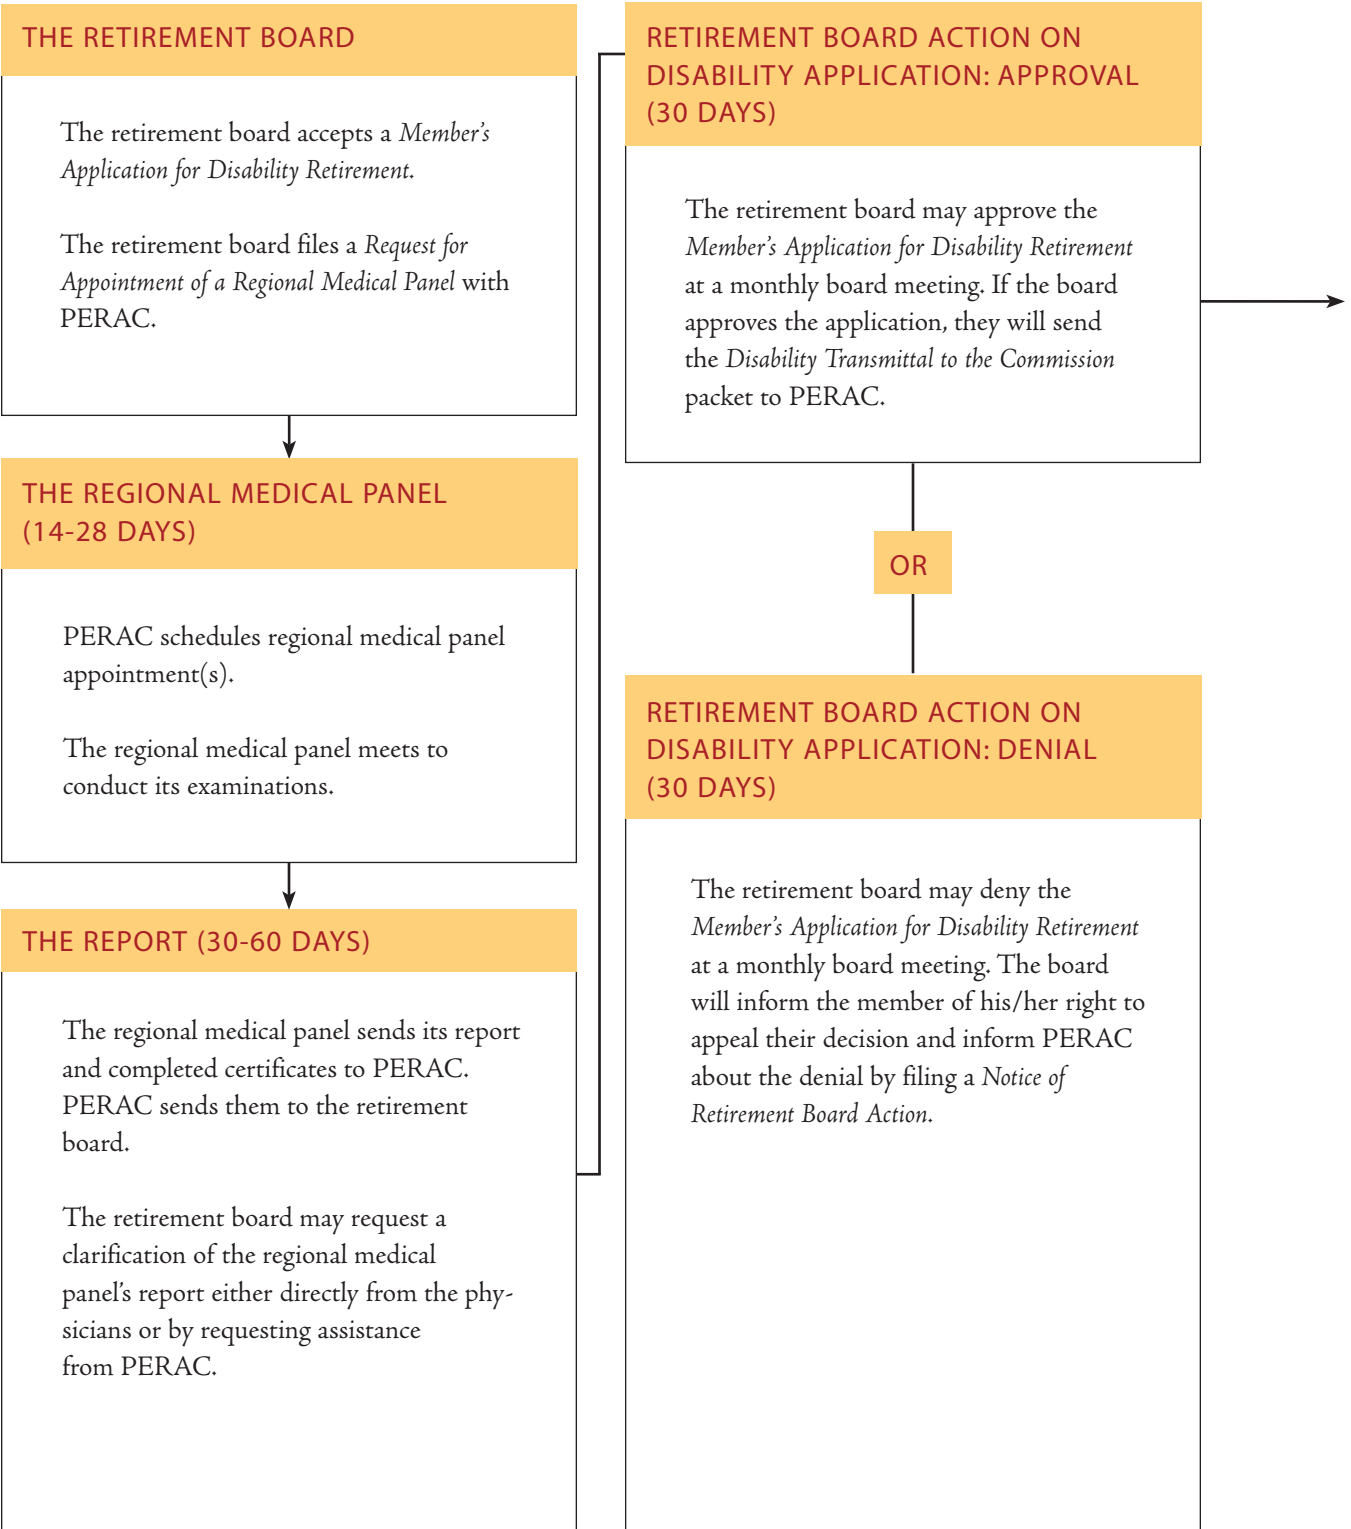 THE RETIREMENT BOARD
The retirement board accepts a Member's
Application for Disability Retirement.
The retirement board files a Request for
Appointment of a Regional Medical Panel with
PERAC.
THE REGIONAL MEDICAL PANEL
(14-28 DAYS)
PERAC schedules regional medical panel
appointment(s).
The regional medical panel meets to
conduct its examinations.
THE REPORT (30-60 DAYS)
The regional medical panel sends its report
and completed certificates to PERAC.
PERAC sends them to the retirement
board.
The retirement board may request a
clarification of the regional medical
panel's report either directly from the phy-
sicians or by requesting assistance
from PERAC.
RETIREMENT BOARD ACTION ON
DISABILITY APPLICATION: APPROVAL
(30 DAYS)
The retirement board may approve the
Member's Application for Disability Retirement
at a monthly board meeting. If the board
approves the application, they will send
the Disability Transmittal to the Commission
packet to PERAC.
OR
RETIREMENT BOARD ACTION ON
DISABILITY APPLICATION: DENIAL
(30 DAYS)
The retirement board may deny the
Member's Application for Disability Retirement
at a monthly board meeting. The board
will inform the member of his/her right to
appeal their decision and inform PERAC
about the denial by filing a Notice of
Retirement Board Action.